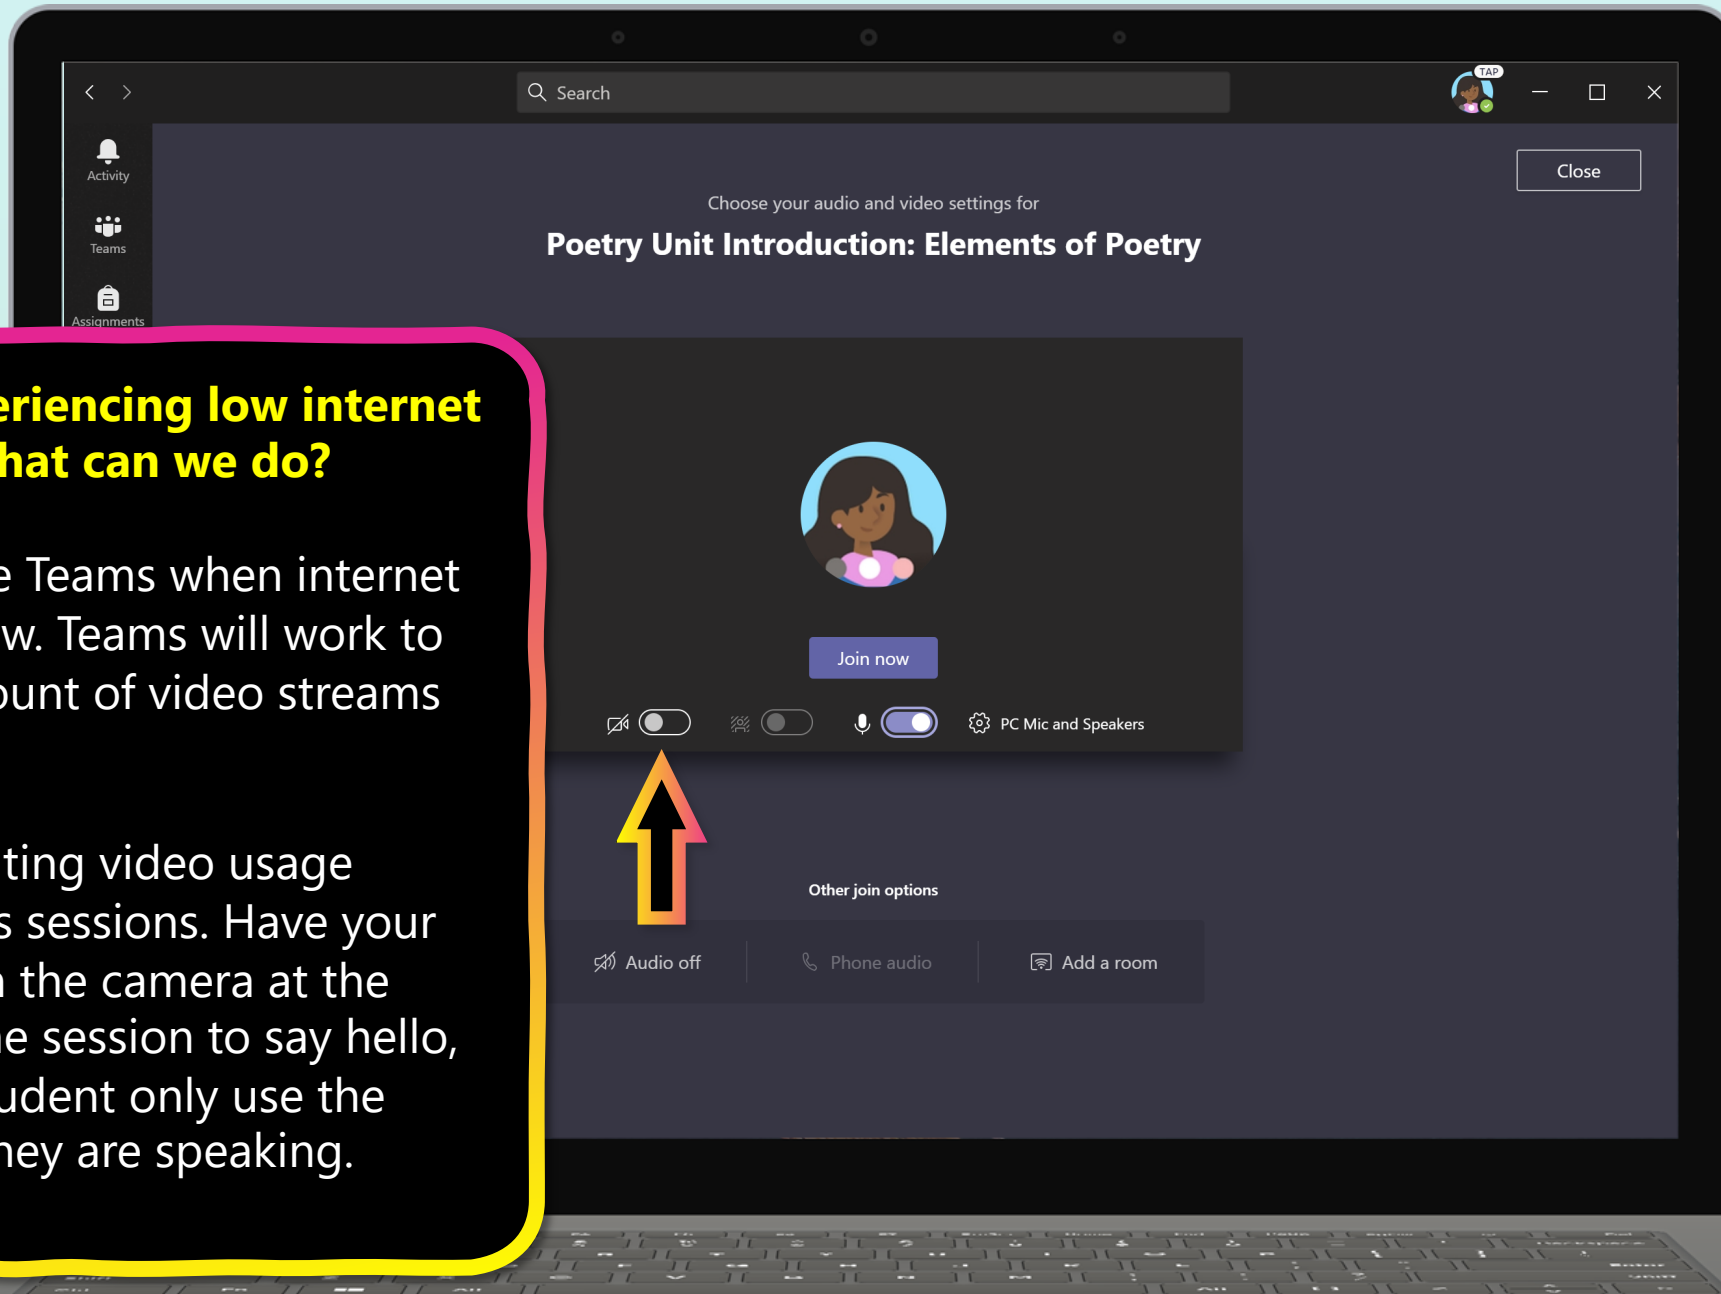 Search
TAP
Activity
Teams
Assignments
Close
Choose your audio and video settings for
Poetry Unit Introduction: Elements of Poetry
Join now
PC Mic and Speakers
Other join options
Audio off
Phone audio
Add a room
eriencing low internet
hat can we do?
e Teams when internet
w. Teams will work to
ount of video streams
ting video usage
s sessions. Have your
n the camera at the
ne session to say hello,
udent only use the
hey are speaking.